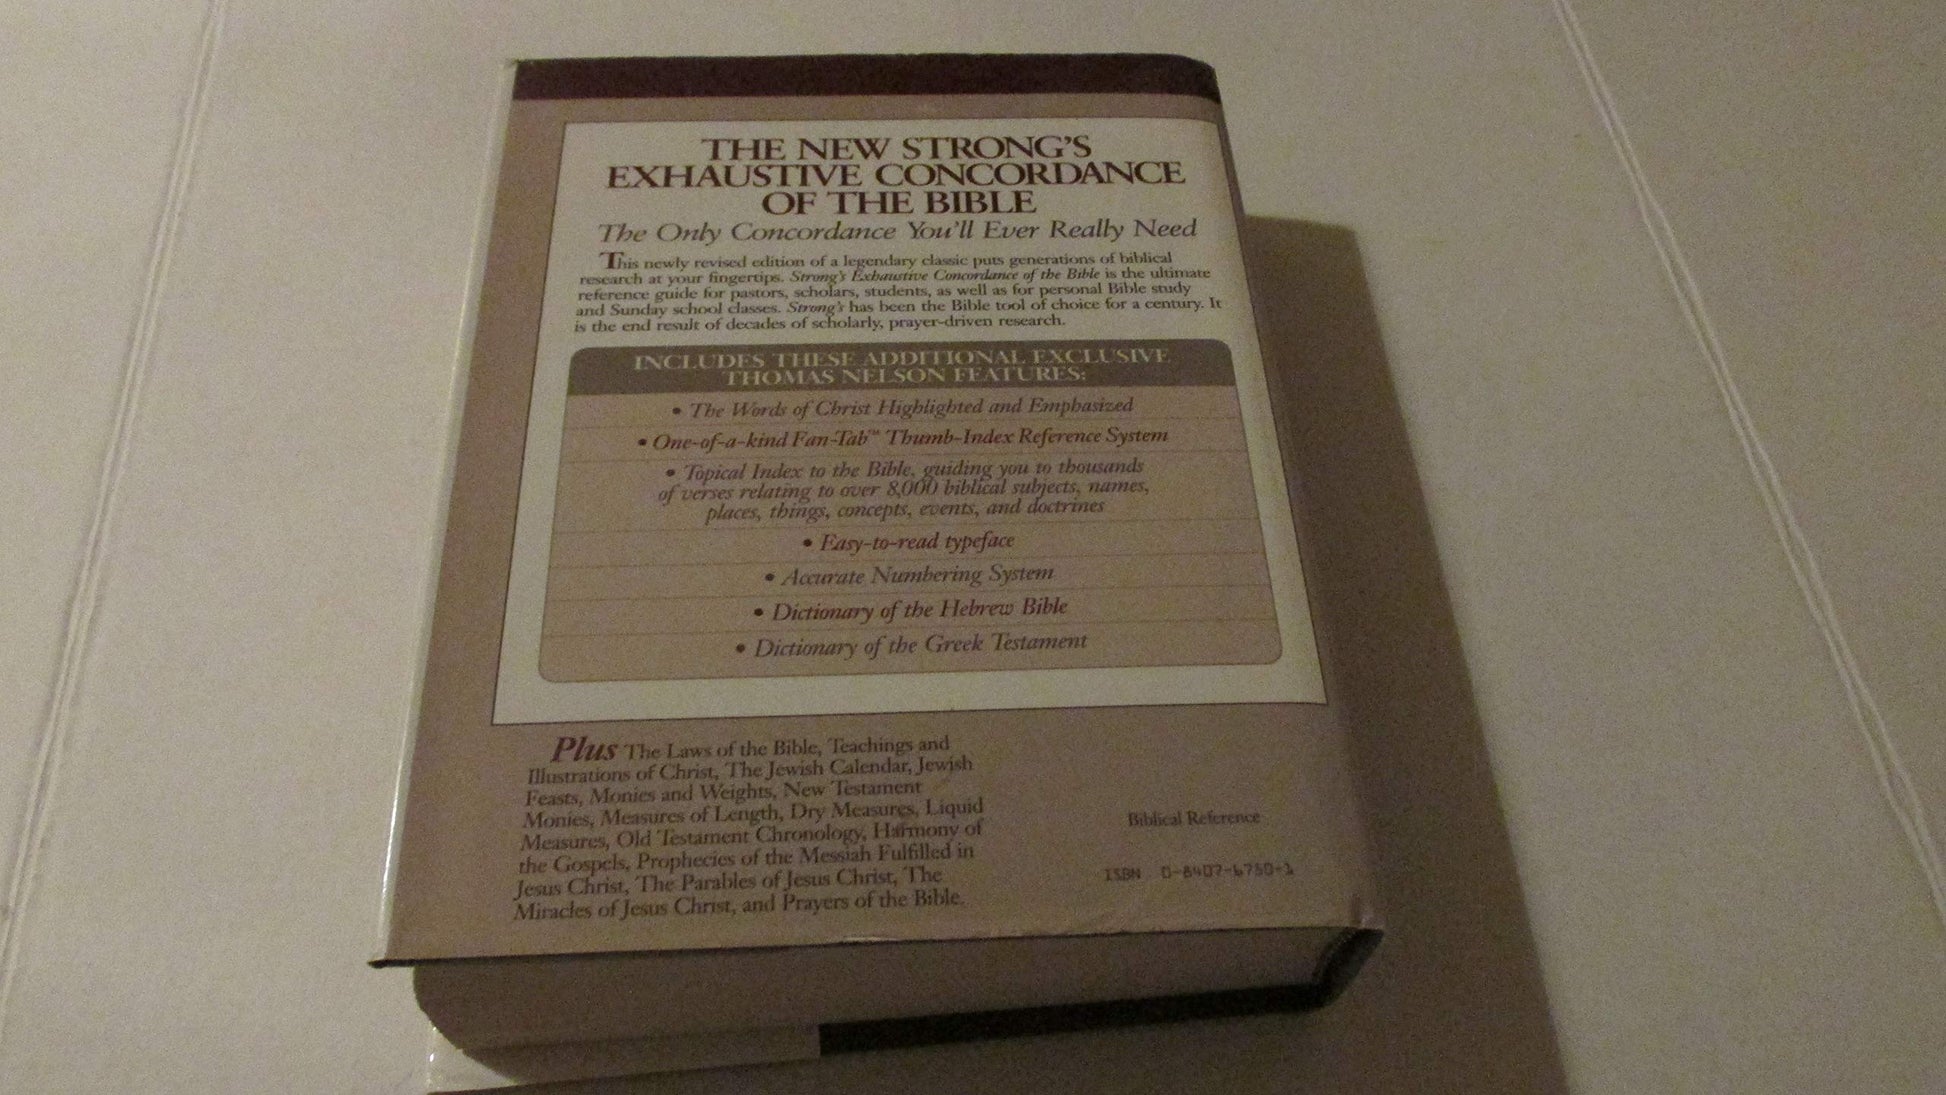 THE NEW STRONG'S
EXHAUSTIVE CONCORDANCE
OF THE BIBLE
The Only Concordance You'll Ever Really Need
This newly revised edition of a legendary classic puts generations of biblical
research at your fingertips. Strong's Exhaustive Concordance of the Bible is the ultimate
reference guide for pastors, scholars, students, as well as for personal Bible study
and Sunday school classes. Strong's has been the Bible tool of choice for a century. It
is the end result of decades of scholarly, prayer-driven research.
INCLUDES THESE ADDITIONAL EXCLUSIVE
THOMAS NELSON FEATURES:
• The Words of Christ Highlighted and Emphasized
• One-of-a-kind Fan-Tab™ Thumb-Index Reference System
• Topical Index to the Bible, guiding you to thousands
of verses relating to over 8,000 biblical subjects, names,
places, things, concepts, events, and doctrines
• Easy-to-read typeface
• Accurate Numbering System
• Dictionary of the Hebrew Bible
• Dictionary of the Greek Testament
Plus The Laws of the Bible, Teachings and
Illustrations of Christ, The Jewish Calendar, Jewish
Feasts, Monies and Weights, New Testament
Monies, Measures of Length, Dry Measures, Liquid
Measures, Old Testament Chronology, Harmony of
the Gospels, Prophecies of the Messiah Fulfilled in
Jesus Christ, The Parables of Jesus Christ, The
Miracles of Jesus Christ, and Prayers of the Bible.
Biblical Reference
ISBN 0-8407-6750-1